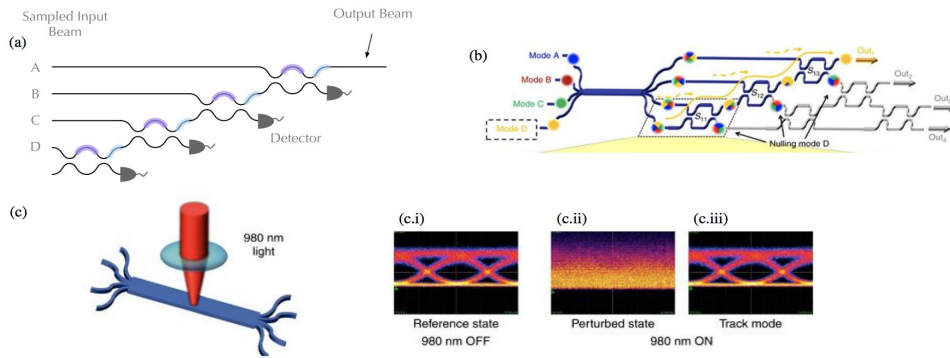 Sampled Input
Beam
Output Beam
(a)
A
B
C
D
Detector
(b)
Mode A
Mode B
Mode C
Mode D
Out₁
Out₂
Out₄
S₁₃
S₁₂
S₁₁
Nulling mode D
(c)
980 nm
light
(c.i)
(c.ii)
(c.iii)
Reference state
Perturbed state
Track mode
980 nm OFF
980 nm ON